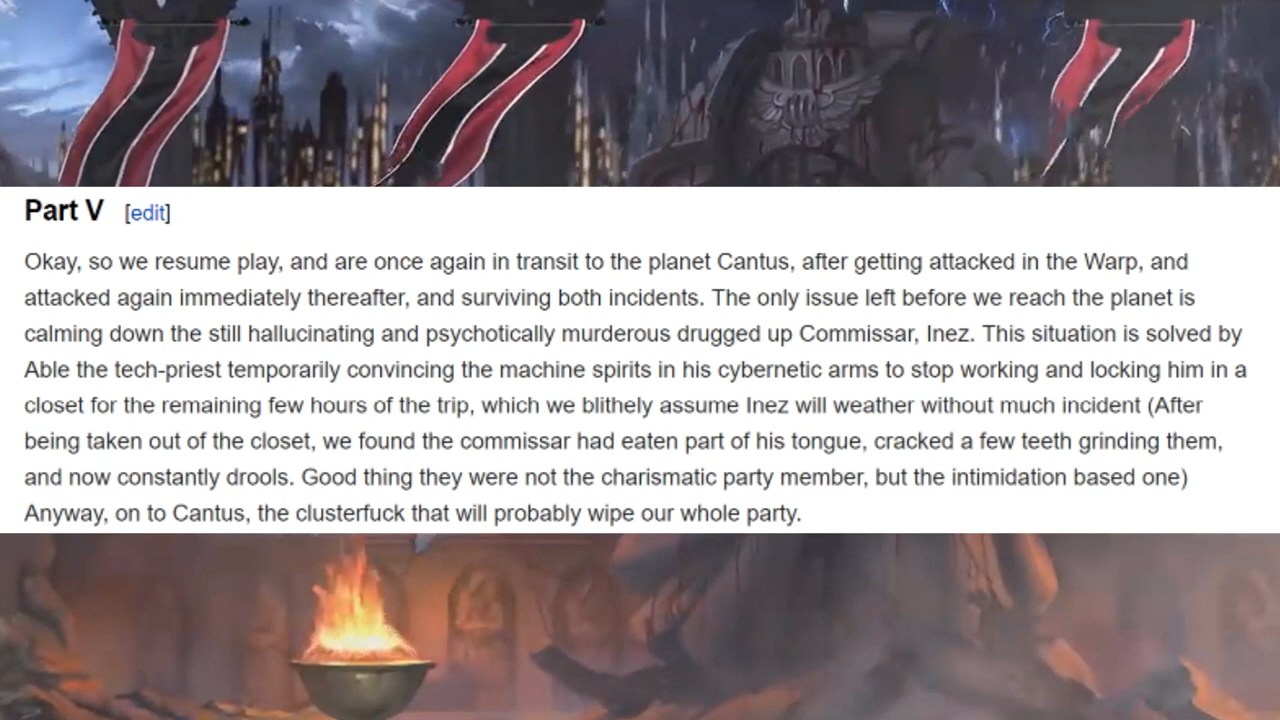 Part V [edit]
Okay, so we resume play, and are once again in transit to the planet Cantus, after getting attacked in the Warp, and
attacked again immediately thereafter, and surviving both incidents. The only issue left before we reach the planet is
calming down the still hallucinating and psychotically murderous drugged up Commissar, Inez. This situation is solved by
Able the tech-priest temporarily convincing the machine spirits in his cybernetic arms to stop working and locking him in a
closet for the remaining few hours of the trip, which we blithely assume Inez will weather without much incident (After
being taken out of the closet, we found the commissar had eaten part of his tongue, cracked a few teeth grinding them,
and now constantly drools. Good thing they were not the charismatic party member, but the intimidation based one)
Anyway, on to Cantus, the clusterfuck that will probably wipe our whole party.